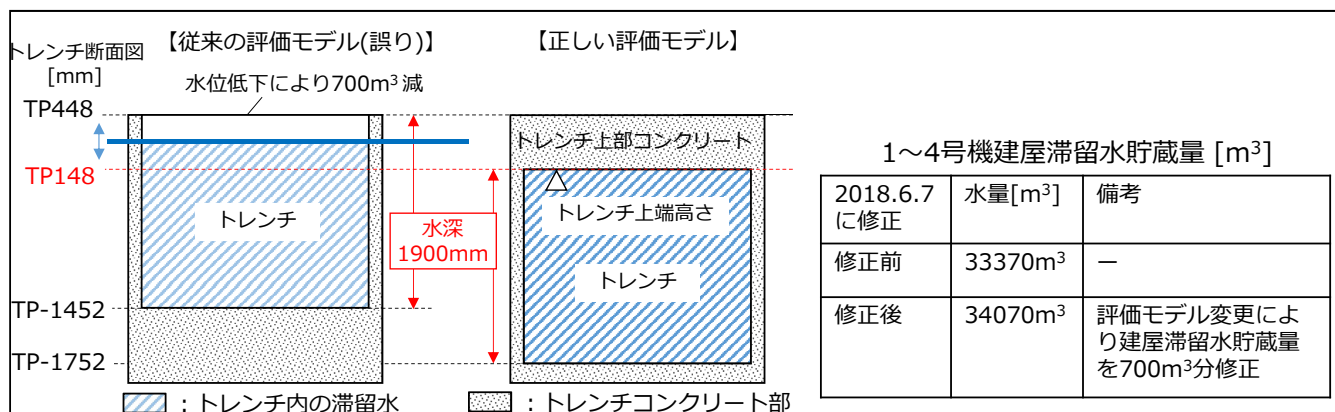 トレンチ断面図
[mm]
【従来の評価モデル(誤り)】
【正しい評価モデル】
水位低下により700m³減
TP448
TP148
TP-1452
TP-1752
トレンチ
水深
1900mm
トレンチ上部コンクリート
トレンチ上端高さ
トレンチ
:トレンチ内の滞留水
:トレンチコンクリート部
1～4号機建屋滞留水貯蔵量 [m³]
2018.6.7
に修正
水量[m³]
備考
修正前
33370m³
―
修正後
34070m³
評価モデル変更によ
り建屋滞留水貯蔵量
を700m³分修正